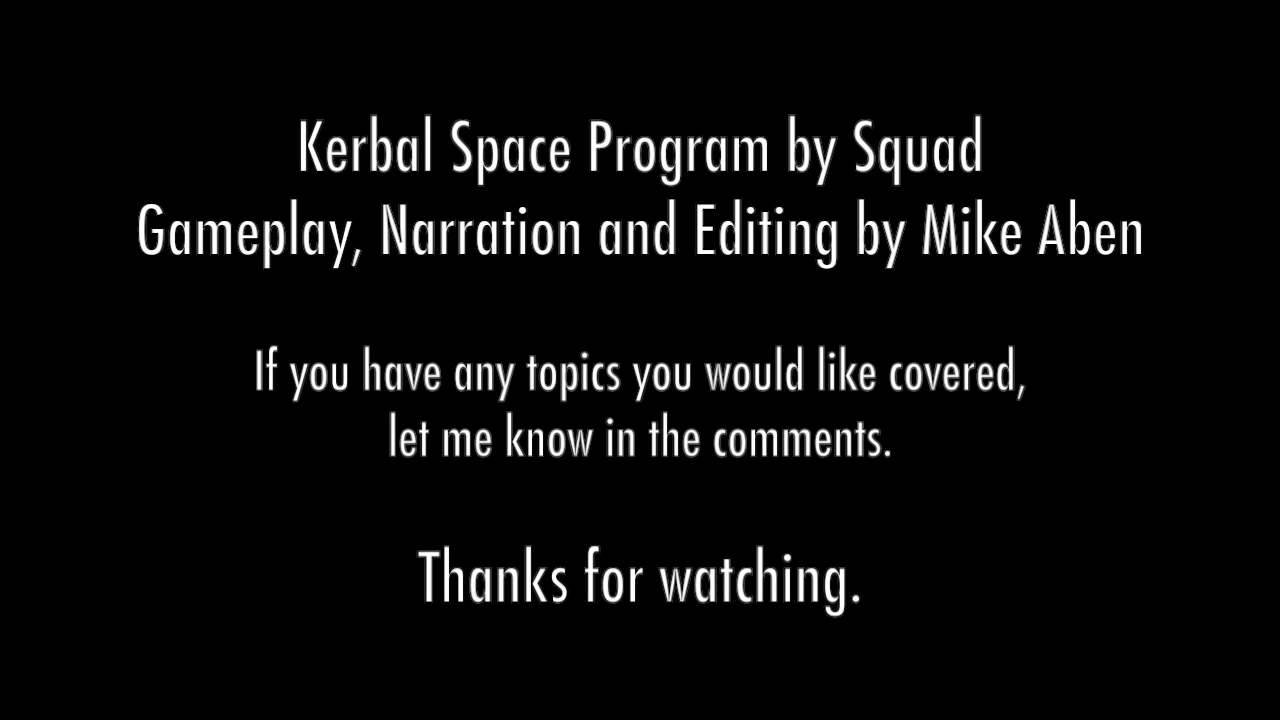 Kerbal Space Program by Squad
Gameplay, Narration and Editing by Mike Aben
If you have any topics you would like covered,
let me know in the comments.
Thanks for watching.